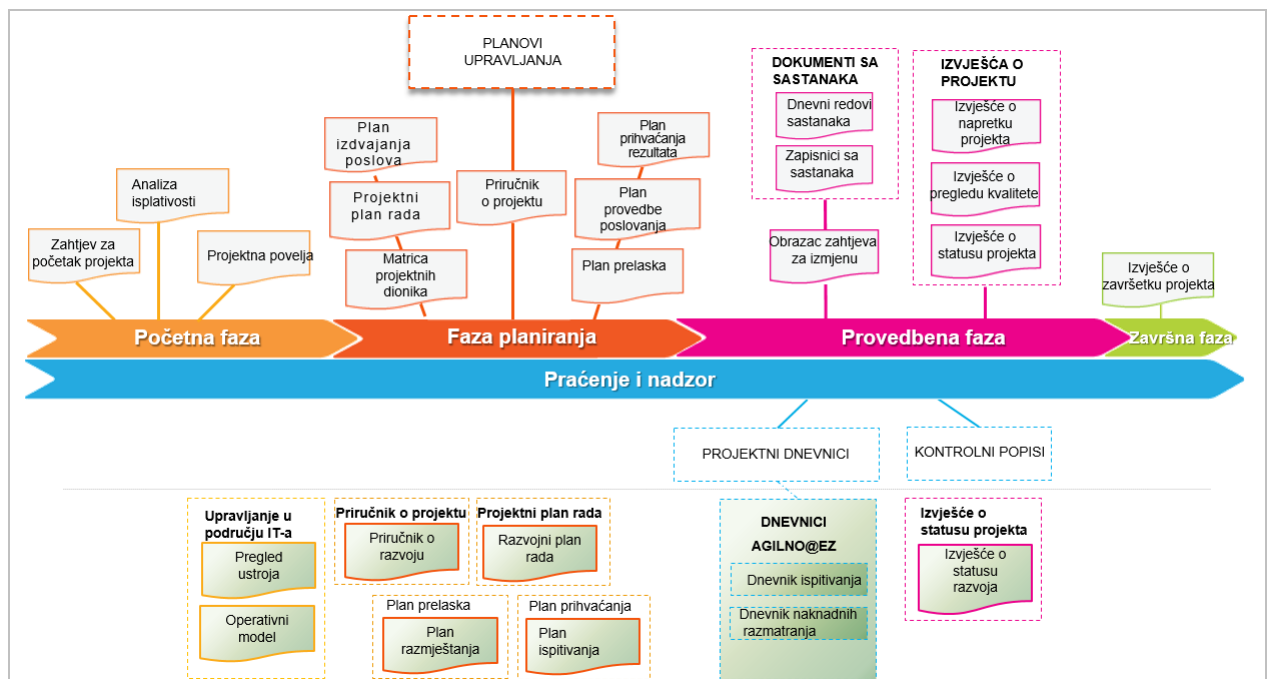 PLANOVI
UPRAVLJANJA
DOKUMENTI SA
SASTANAKA
Dnevni redovi
sastanaka
Zapisnici sa
sastanaka
IZVJEŠĆA O
PROJEKTU
Izvješće o
napretku
projekta
Izvješće o
pregledu kvalitete
Izvješće o
statusu projekta
Plan
izdvajanja
poslova
Projektni
plan rada
Matrica
projektnih
dionika
Priručnik
o projektu
Plan
prihvaćanja
rezultata
Plan
provedbe
poslovanja
Plan prelaska
Analiza
isplativosti
Zahtjev za
početak projekta
Projektna povelja
Obrazac zahtjeva
za izmjenu
Izvješće o
završetku projekta
Početna faza
Faza planiranja
Provedbena faza
Završna faza
Praćenje i nadzor
PROJEKTNI DNEVNICI
KONTROLNI POPISI
Upravljanje u
području IT-a
Pregled
ustroja
Operativni
model
Priručnik o projektu
Priručnik o
razvoju
Projektni plan rada
Razvojni plan
rada
Plan prelaska
Plan
razmještanja
Plan prihvaćanja
Plan
ispitivanja
DNEVNICI
AGILNO@EZ
Dnevnik ispitivanja
Dnevnik naknadnih
razmatranja
Izvješće o
statusu projekta
Izvješće o
statusu
razvoja